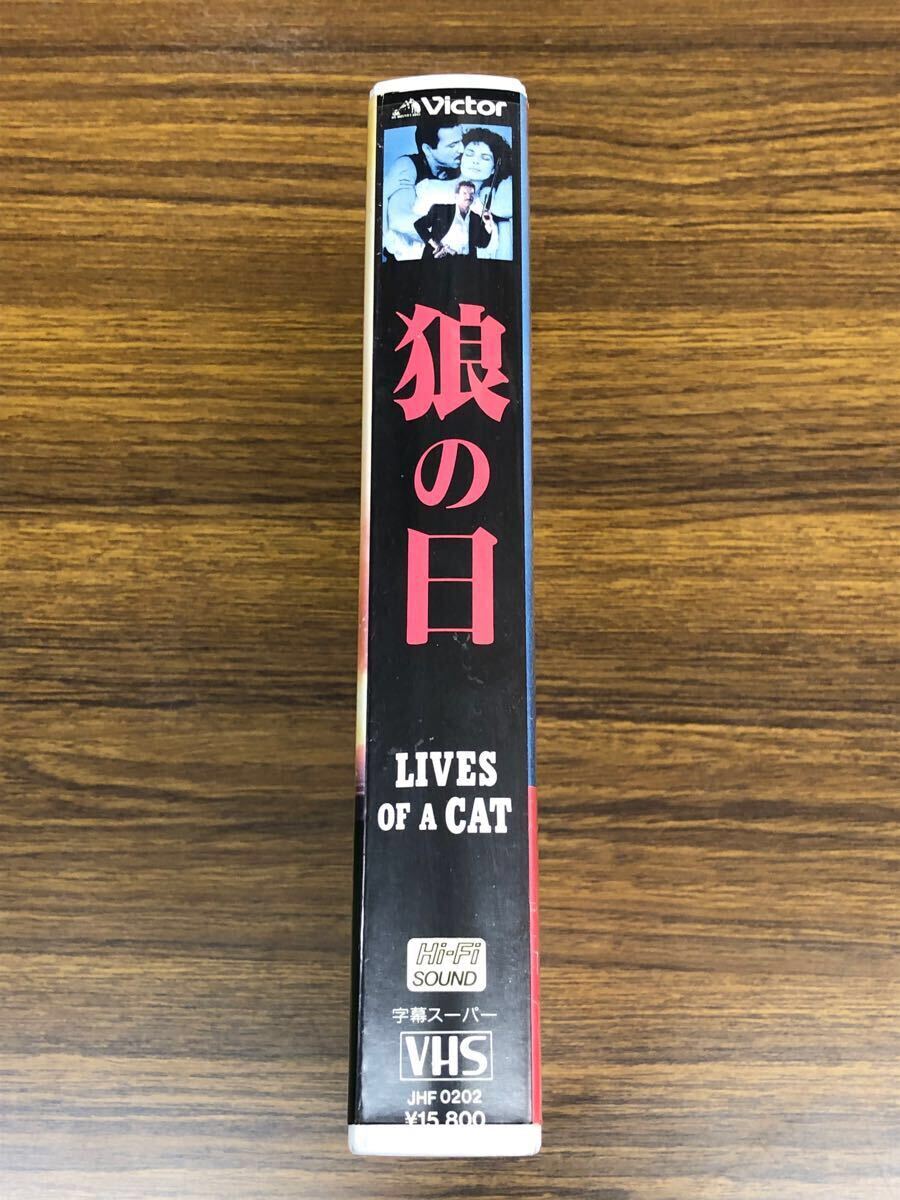 Victor
狼の日
LIVES
OF A CAT
Hi-Fi
SOUND
字幕スーパー
VHS
JHF 0202
¥15,800